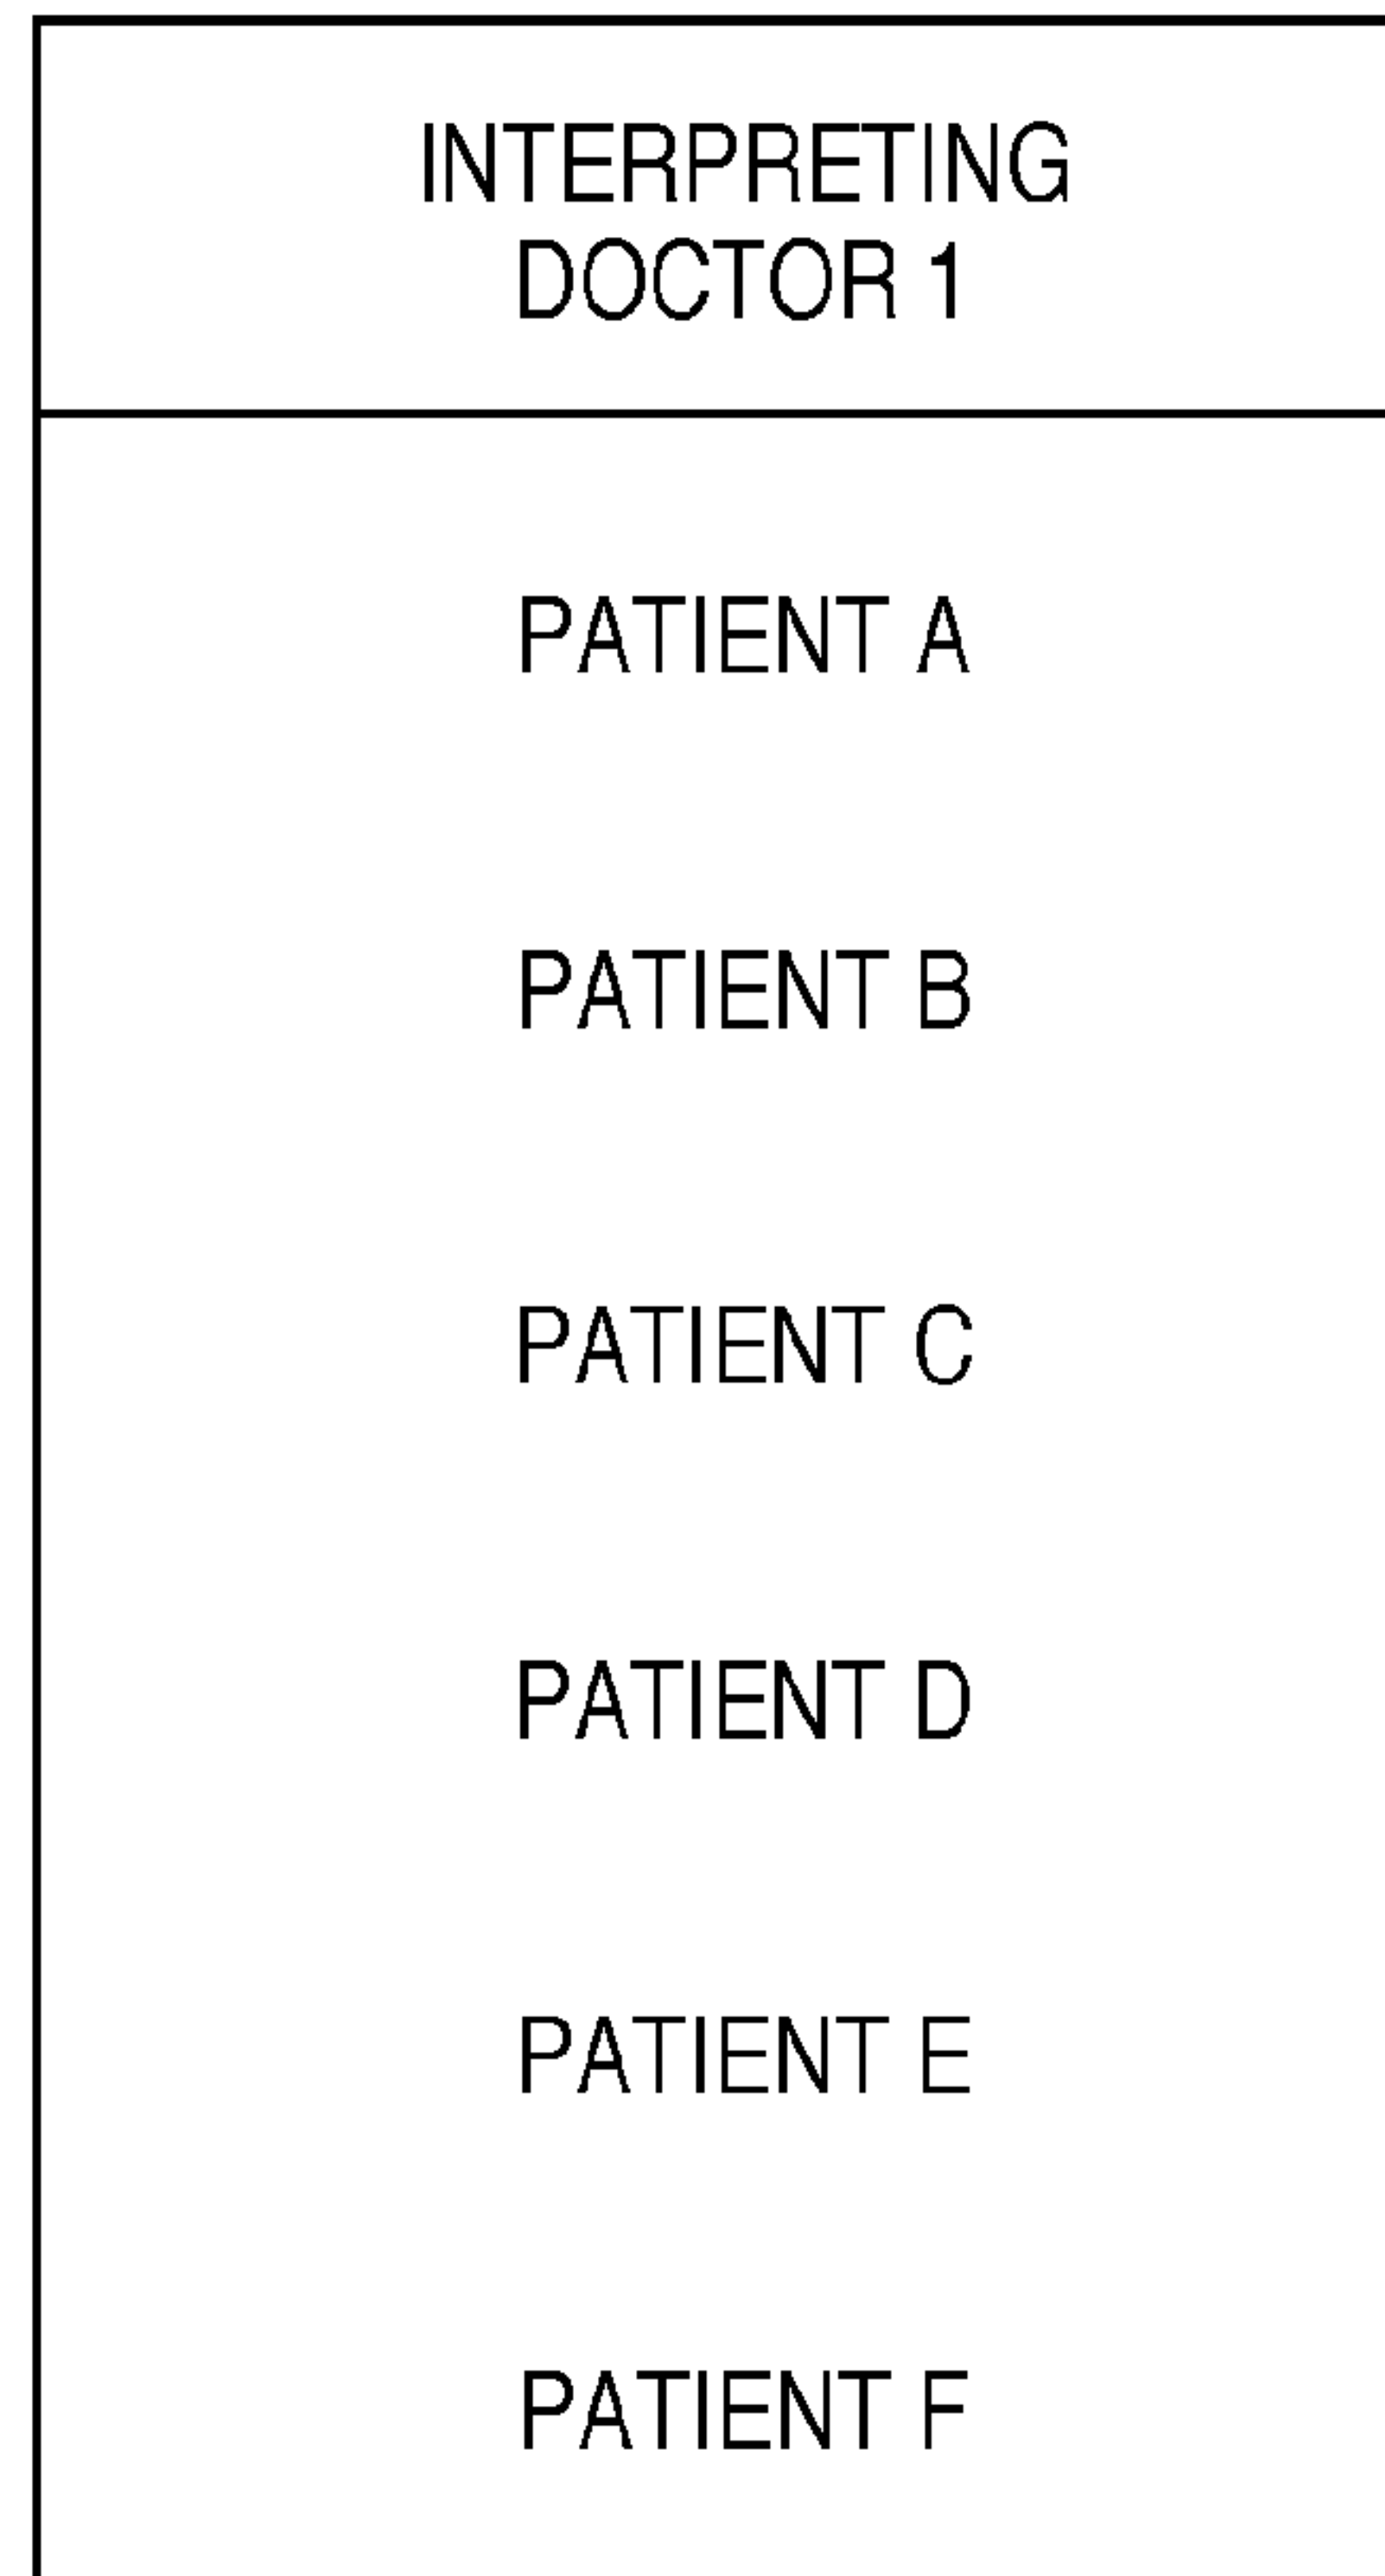 INTERPRETING
DOCTOR 1
PATIENT A
PATIENT B
PATIENT C
PATIENT D
PATIENT E
PATIENT F